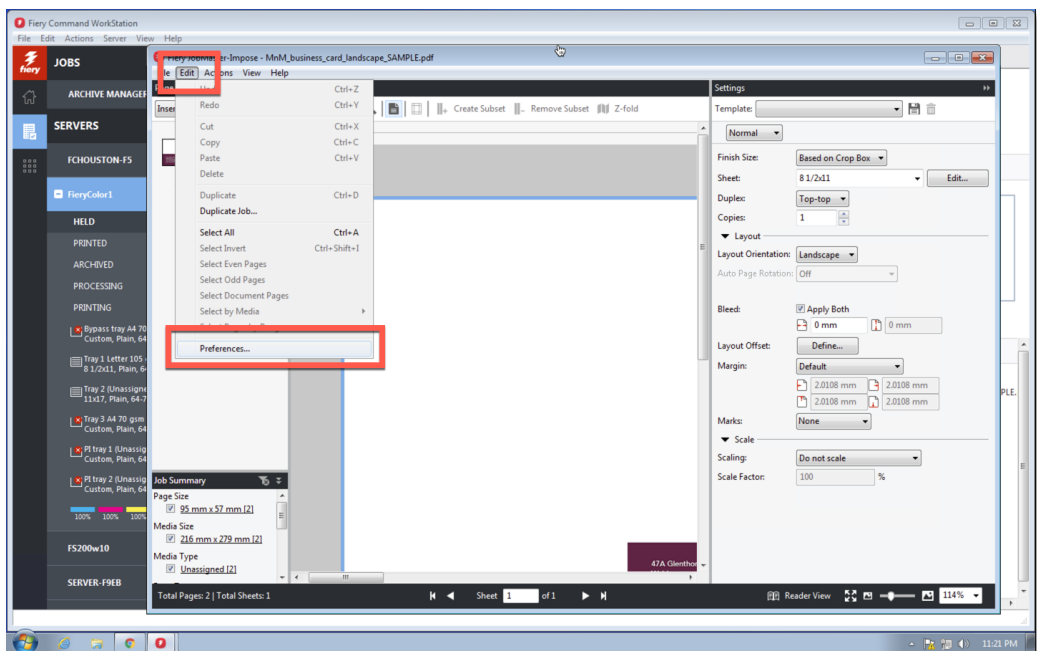 Fiery Command WorkStation
File Edit Actions Server View Help
fiery
JOBS
ARCHIVE MANAGER
SERVERS
FCHOUSTON-F5
FieryColor1
HELD
PRINTED
ARCHIVED
PROCESSING
PRINTING
Bypass tray A4 70
Custom, Plain, 64
Tray 1 Letter 105
8 1/2x11, Plain, 6
Tray 2 (Unassigne
11x17, Plain, 64-7
Tray 3 A4 70 gsm
Custom, Plain, 64
PI tray 1 (Unassig
Custom, Plain, 64
PI tray 2 (Unassig
Custom, Plain, 64
100% 100% 100%
FS200w10
SERVER-F9EB
Fiery JobMaster-Impose - MnM_business_card_landscape_SAMPLE.pdf
Edit Actions View Help
Ctrl+Z
Redo Ctrl+Y
Cut Ctrl+X
Copy Ctrl+C
Paste Ctrl+V
Delete
Duplicate Ctrl+D
Duplicate Job...
Select All Ctrl+A
Select Invert Ctrl+Shift+I
Select Even Pages
Select Odd Pages
Select Document Pages
Select by Media
Preferences...
Inser
Create Subset Remove Subset Z-fold
Job Summary
Page Size
95 mm x 57 mm [2]
Media Size
216 mm x 279 mm [2]
Media Type
Unassigned [2]
47A Glenthor
Total Pages: 2 | Total Sheets: 1
Sheet 1 of 1
Reader View 114%
Settings
Template:
Normal
Finish Size: Based on Crop Box
Sheet: 8 1/2x11 Edit...
Duplex: Top-top
Copies: 1
Layout
Layout Orientation: Landscape
Auto Page Rotation: Off
Bleed: Apply Both
0 mm 0 mm
Layout Offset: Define...
Margin: Default
2.0108 mm 2.0108 mm
2.0108 mm 2.0108 mm
Marks: None
Scale
Scaling: Do not scale
Scale Factor: 100 %
PLE.
11:21 PM